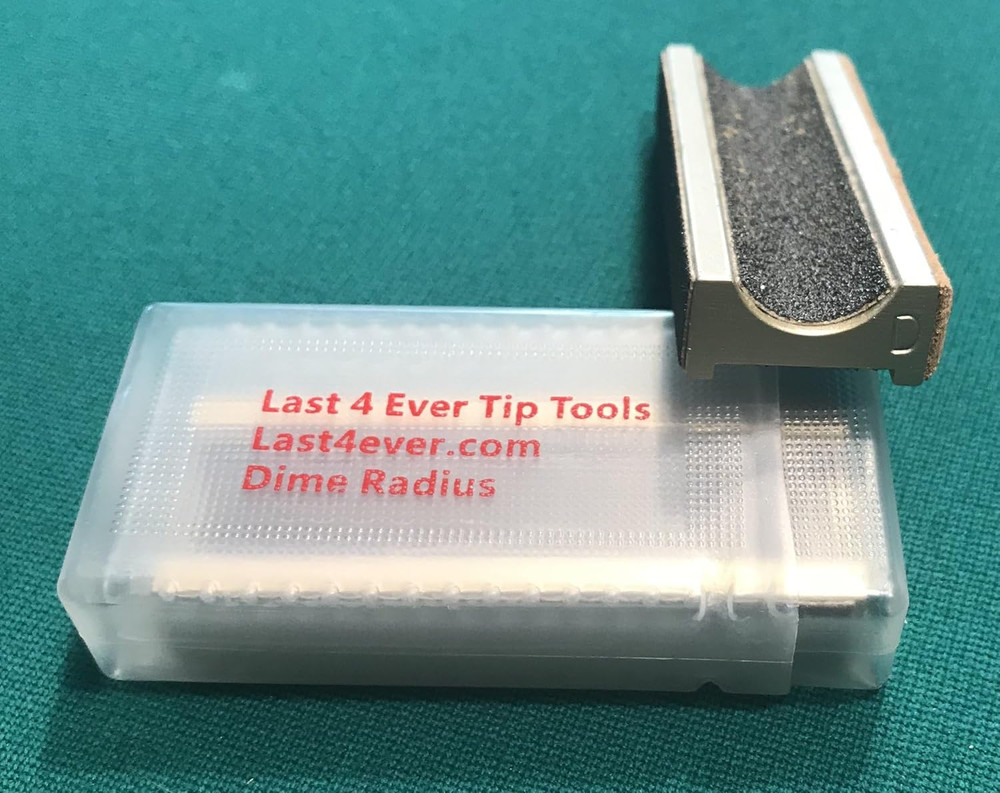 Last 4 Ever Tip Tools
Last4ever.com
Dime Radius
D